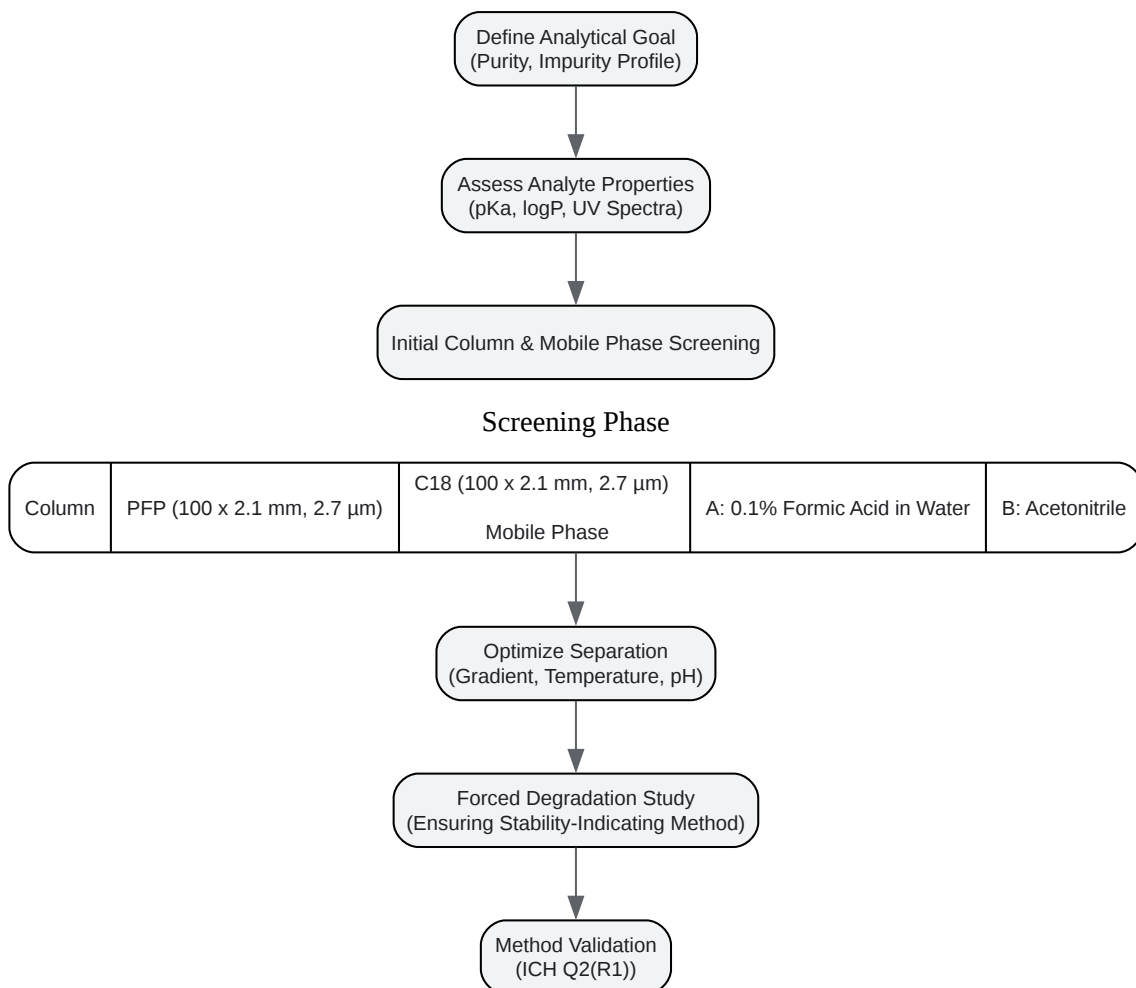 Define Analytical Goal
(Purity, Impurity Profile)
Assess Analyte Properties
(pKa, logP, UV Spectra)
Initial Column & Mobile Phase Screening
Screening Phase
Column
PFP (100 x 2.1 mm, 2.7 µm)
C18 (100 x 2.1 mm, 2.7 µm)
Mobile Phase
A: 0.1% Formic Acid in Water
B: Acetonitrile
Optimize Separation
(Gradient, Temperature, pH)
Forced Degradation Study
(Ensuring Stability-Indicating Method)
Method Validation
(ICH Q2(R1))